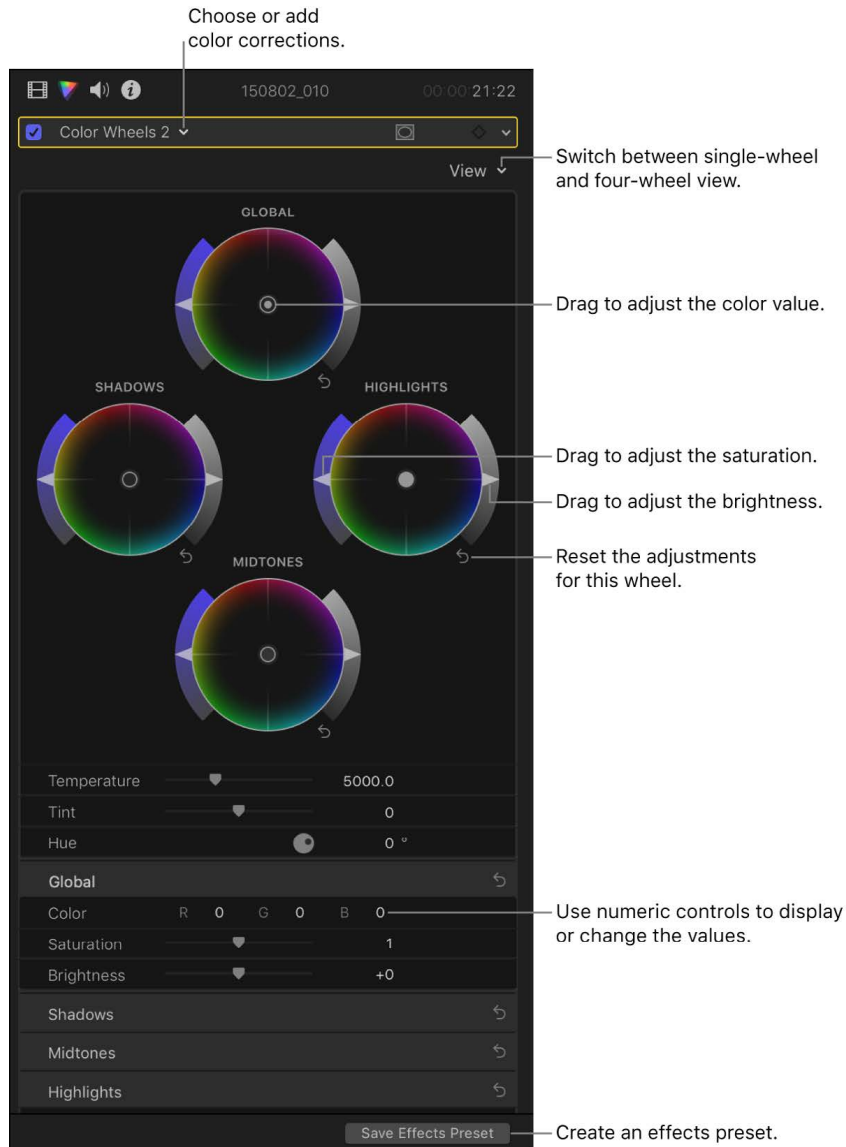 Choose or add
color corrections.
150802_010 00:00:21:22
Color Wheels 2
View
Switch between single-wheel
and four-wheel view.
GLOBAL
Drag to adjust the color value.
SHADOWS HIGHLIGHTS
Drag to adjust the saturation.
Drag to adjust the brightness.
Reset the adjustments
for this wheel.
MIDTONES
Temperature 5000.0
Tint 0
Hue 0 °
Global
Color R 0 G 0 B 0
Use numeric controls to display
or change the values.
Saturation 1
Brightness +0
Shadows
Midtones
Highlights
Save Effects Preset
Create an effects preset.